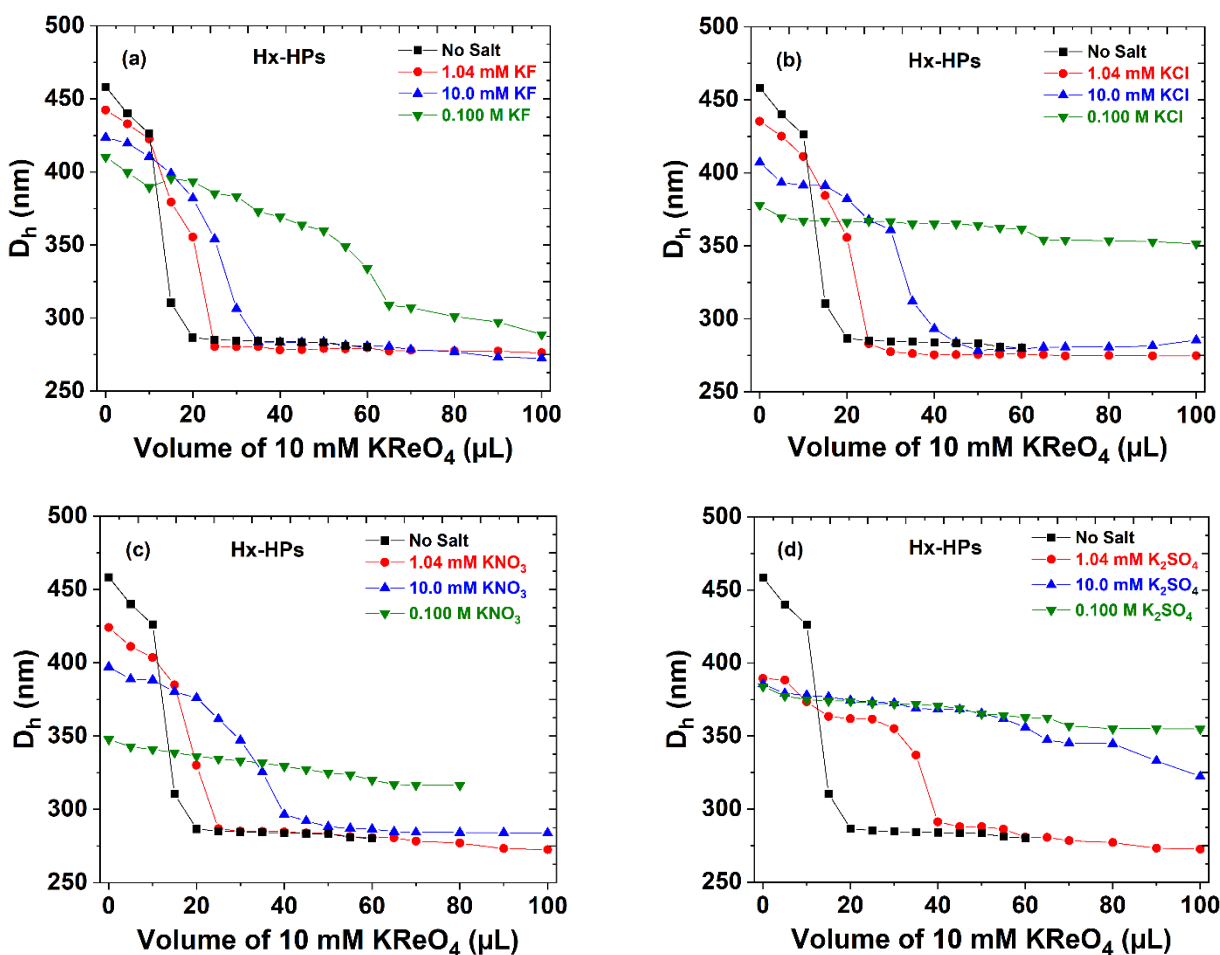 (a)
Hx-HPs
No Salt
1.04 mM KF
10.0 mM KF
0.100 M KF
500
450
400
350
300
250
Dₕ (nm)
0 20 40 60 80 100
Volume of 10 mM KReO₄ (µL)
(b)
Hx-HPs
No Salt
1.04 mM KCl
10.0 mM KCl
0.100 M KCl
500
450
400
350
300
250
Dₕ (nm)
0 20 40 60 80 100
Volume of 10 mM KReO₄ (µL)
(c)
Hx-HPs
No Salt
1.04 mM KNO₃
10.0 mM KNO₃
0.100 M KNO₃
500
450
400
350
300
250
Dₕ (nm)
0 20 40 60 80 100
Volume of 10 mM KReO₄ (µL)
(d)
Hx-HPs
No Salt
1.04 mM K₂SO₄
10.0 mM K₂SO₄
0.100 M K₂SO₄
500
450
400
350
300
250
Dₕ (nm)
0 20 40 60 80 100
Volume of 10 mM KReO₄ (µL)